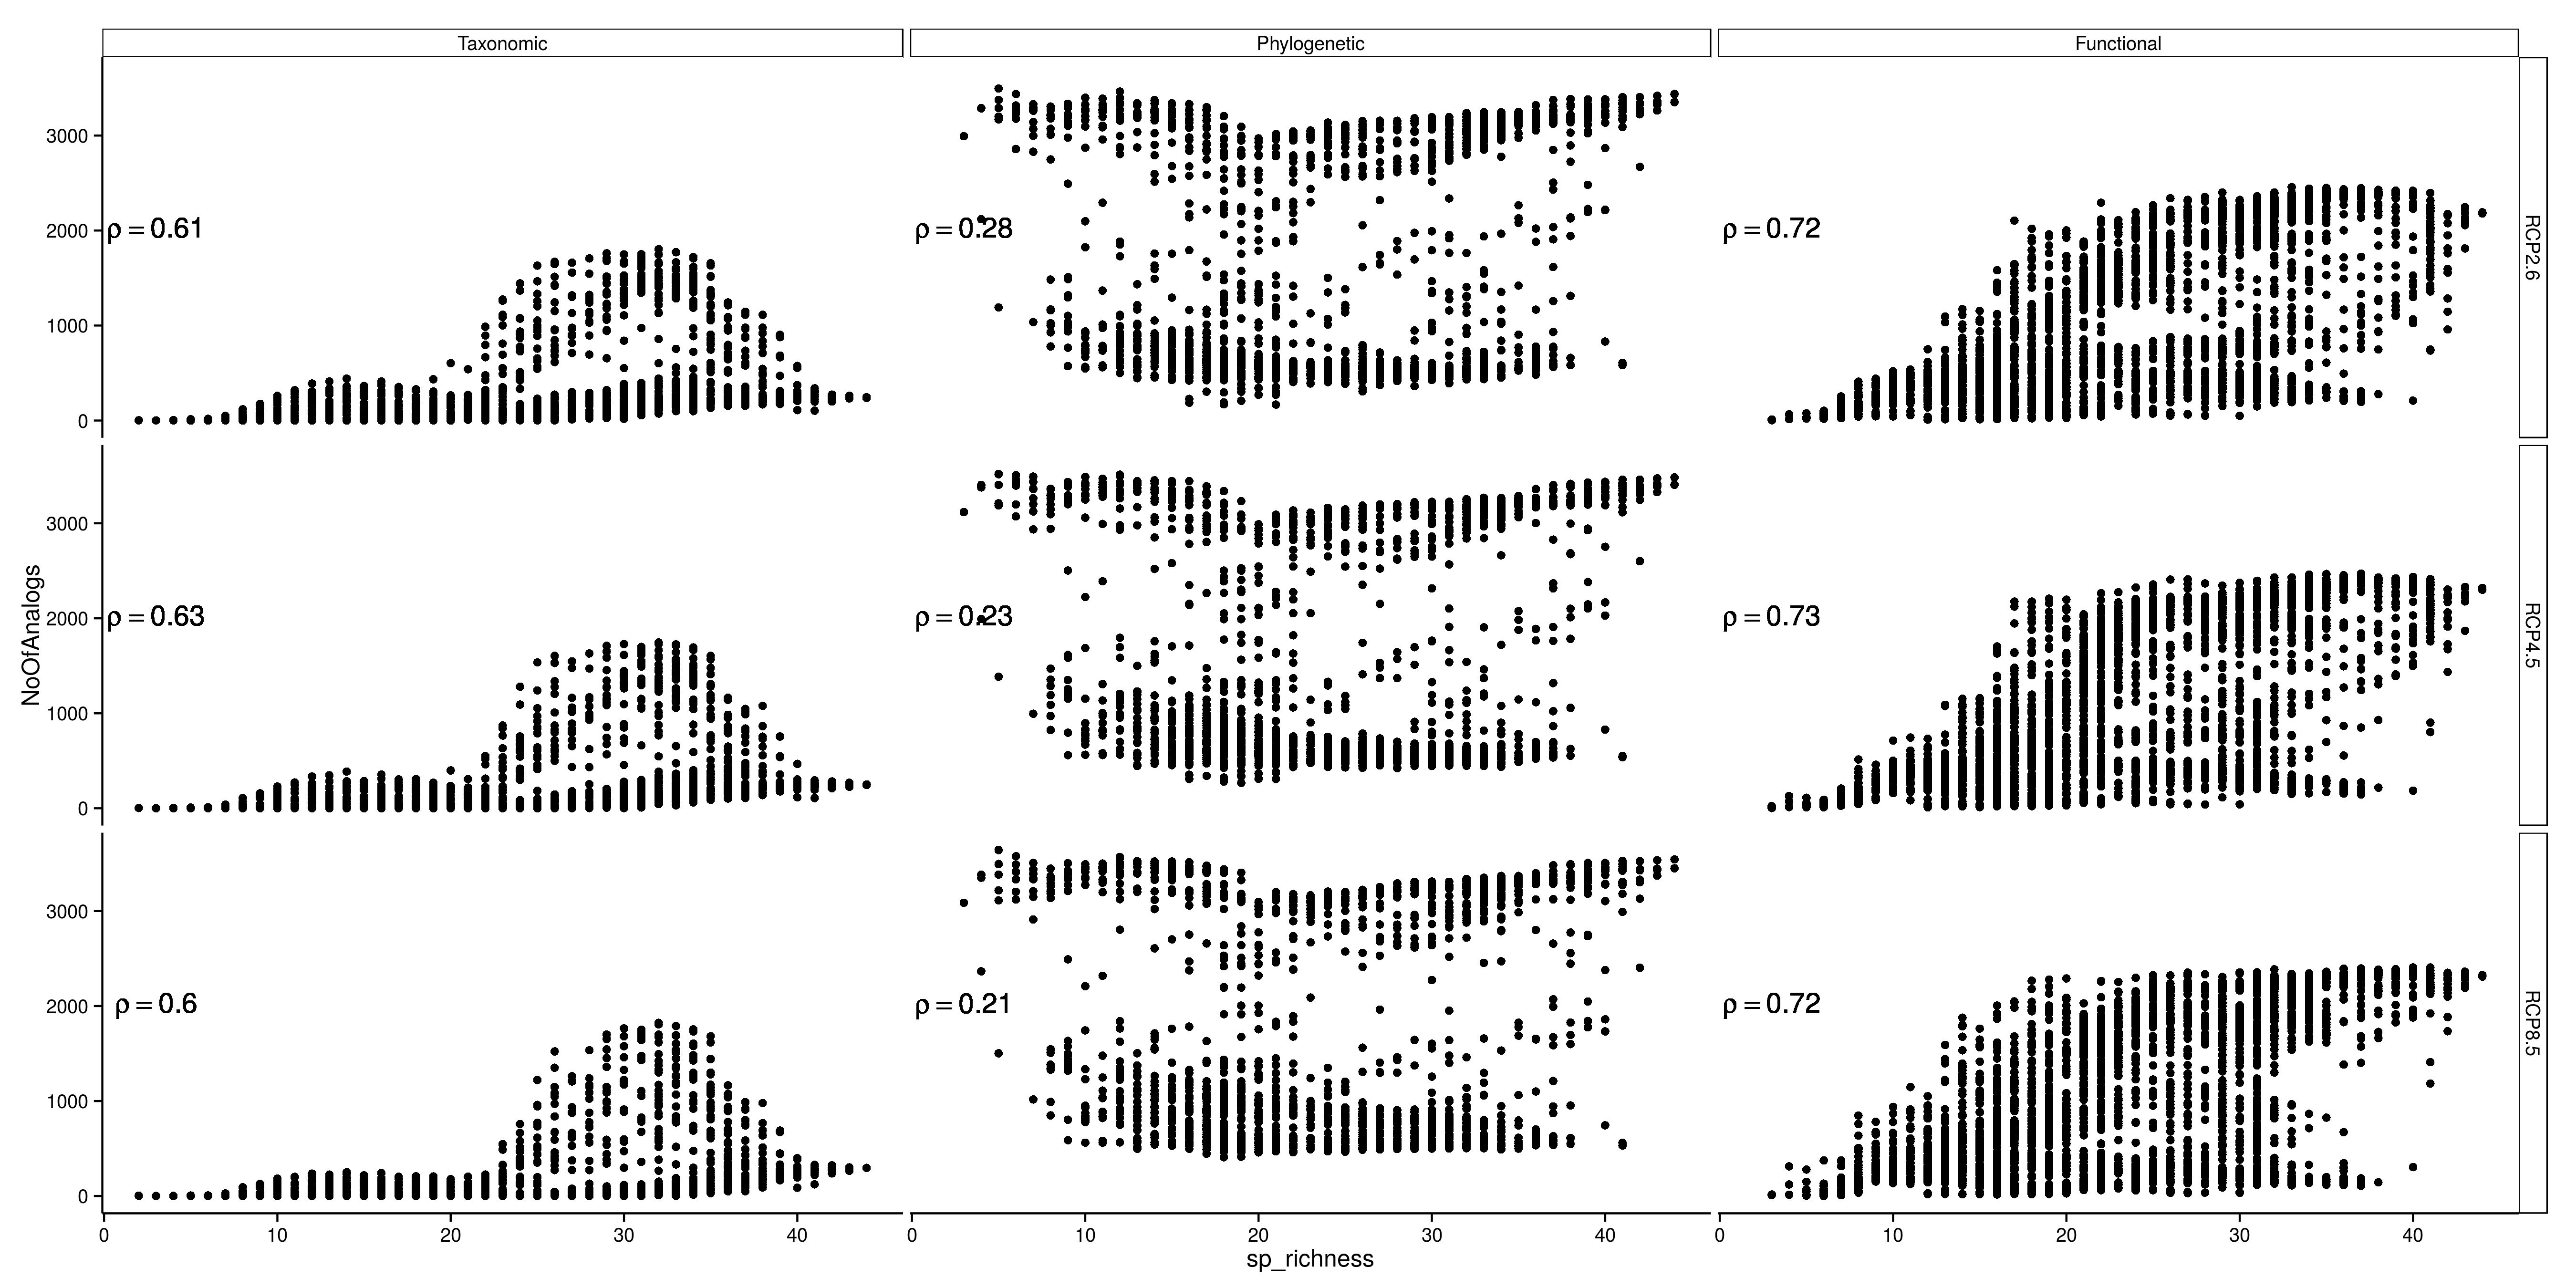 Taxonomic Phylogenetic Functional
3000
2000
1000
0
ρ = 0.61
ρ = 0.28
ρ = 0.72
RCP2.6
3000
2000
1000
0
ρ = 0.63
ρ = 0.23
ρ = 0.73
RCP4.5
3000
2000
1000
0
ρ = 0.6
ρ = 0.21
ρ = 0.72
RCP8.5
NoOfAnalogs
0 10 20 30 40 0 10 20 30 40 0 10 20 30 40
sp_richness